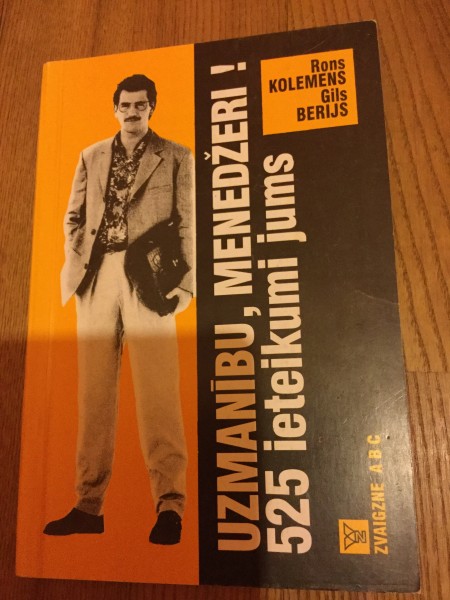 Rons
KOLEMENS
Gils
BERIJS
UZMANĪBU, MENEDŽERI !
525 ieteikumi jums
ZVAIGZNE ABC